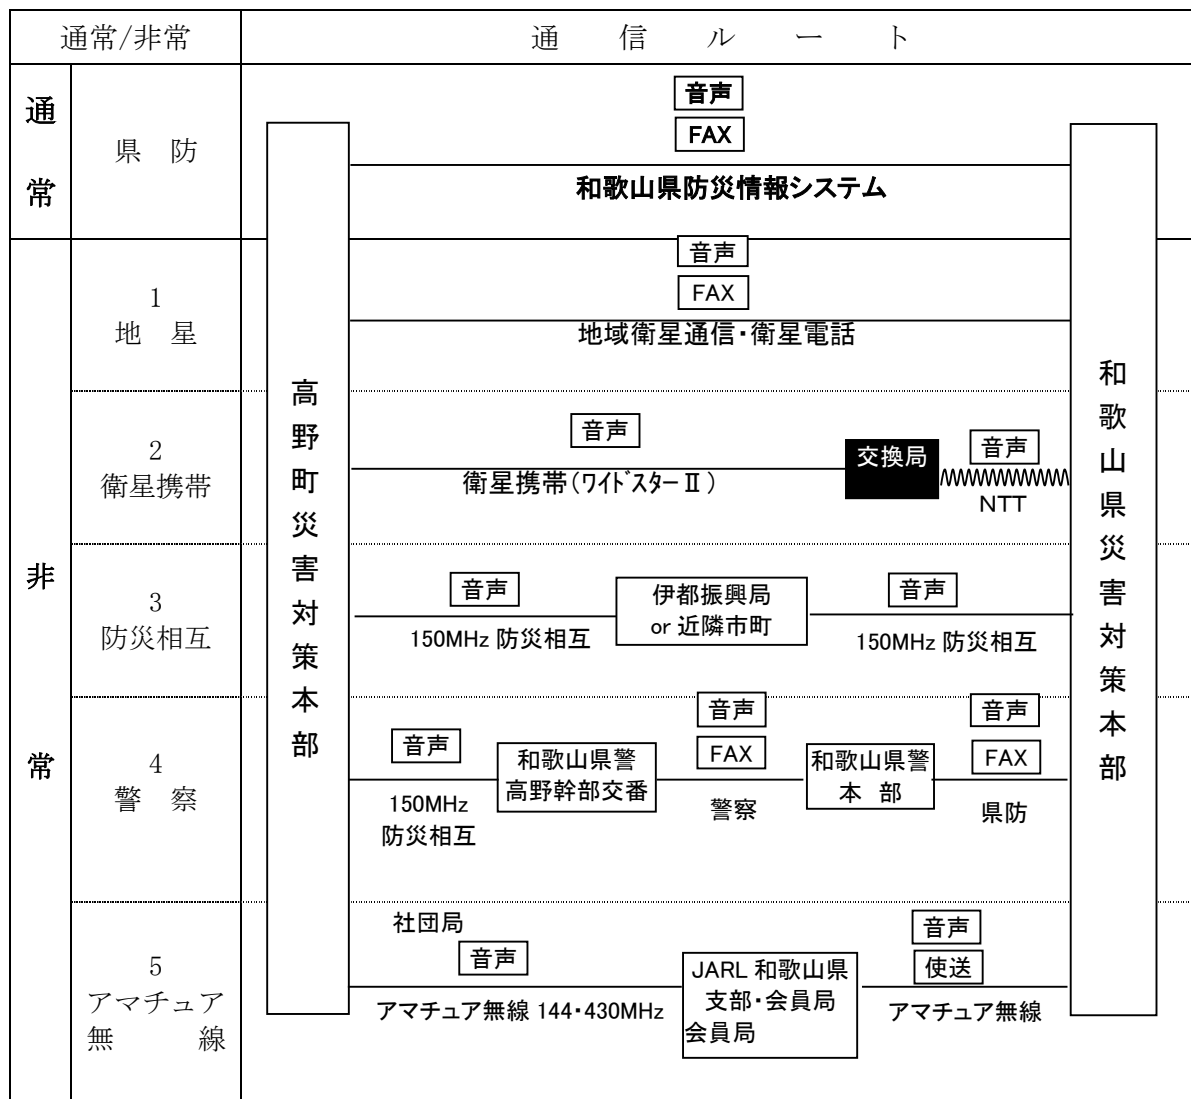 通常/非常
通　信　ル　ー　ト
通
常
県　防
音声
FAX
和歌山県防災情報システム
高野町災害対策本部
和歌山県災害対策本部
非
常
1
地　星
音声
FAX
地域衛星通信・衛星電話
2
衛星携帯
音声
衛星携帯(ワイドスターⅡ)
交換局
音声
NTT
3
防災相互
音声
150MHz 防災相互
伊都振興局
or 近隣市町
音声
150MHz 防災相互
4
警　察
音声
150MHz
防災相互
和歌山県警
高野幹部交番
音声
FAX
警察
和歌山県警
本　部
音声
FAX
県防
5
アマチュア
無　　線
社団局
音声
アマチュア無線 144・430MHz
JARL 和歌山県
支部・会員局
会員局
音声
使送
アマチュア無線